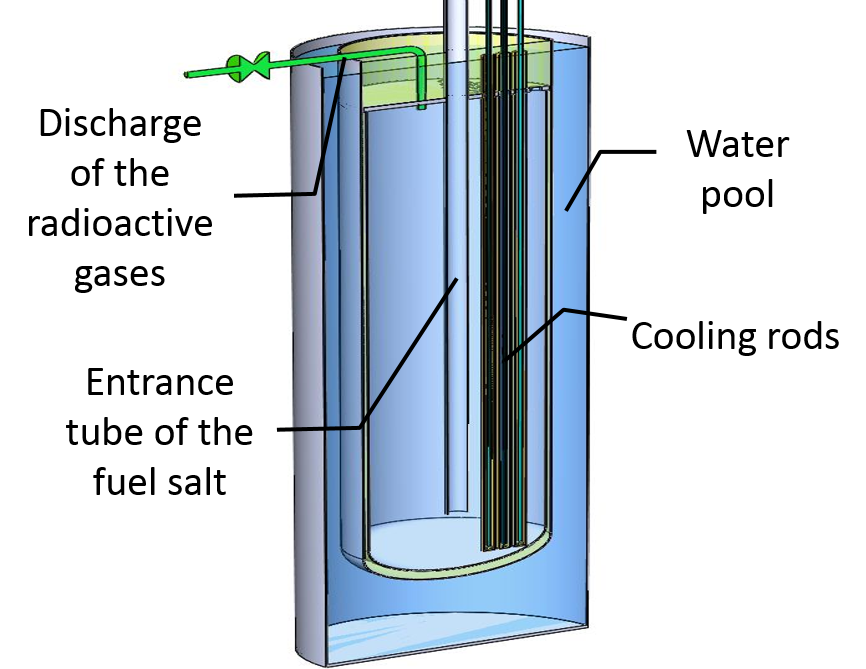 Discharge
of the
radioactive
gases
Water
pool
Cooling rods
Entrance
tube of the
fuel salt